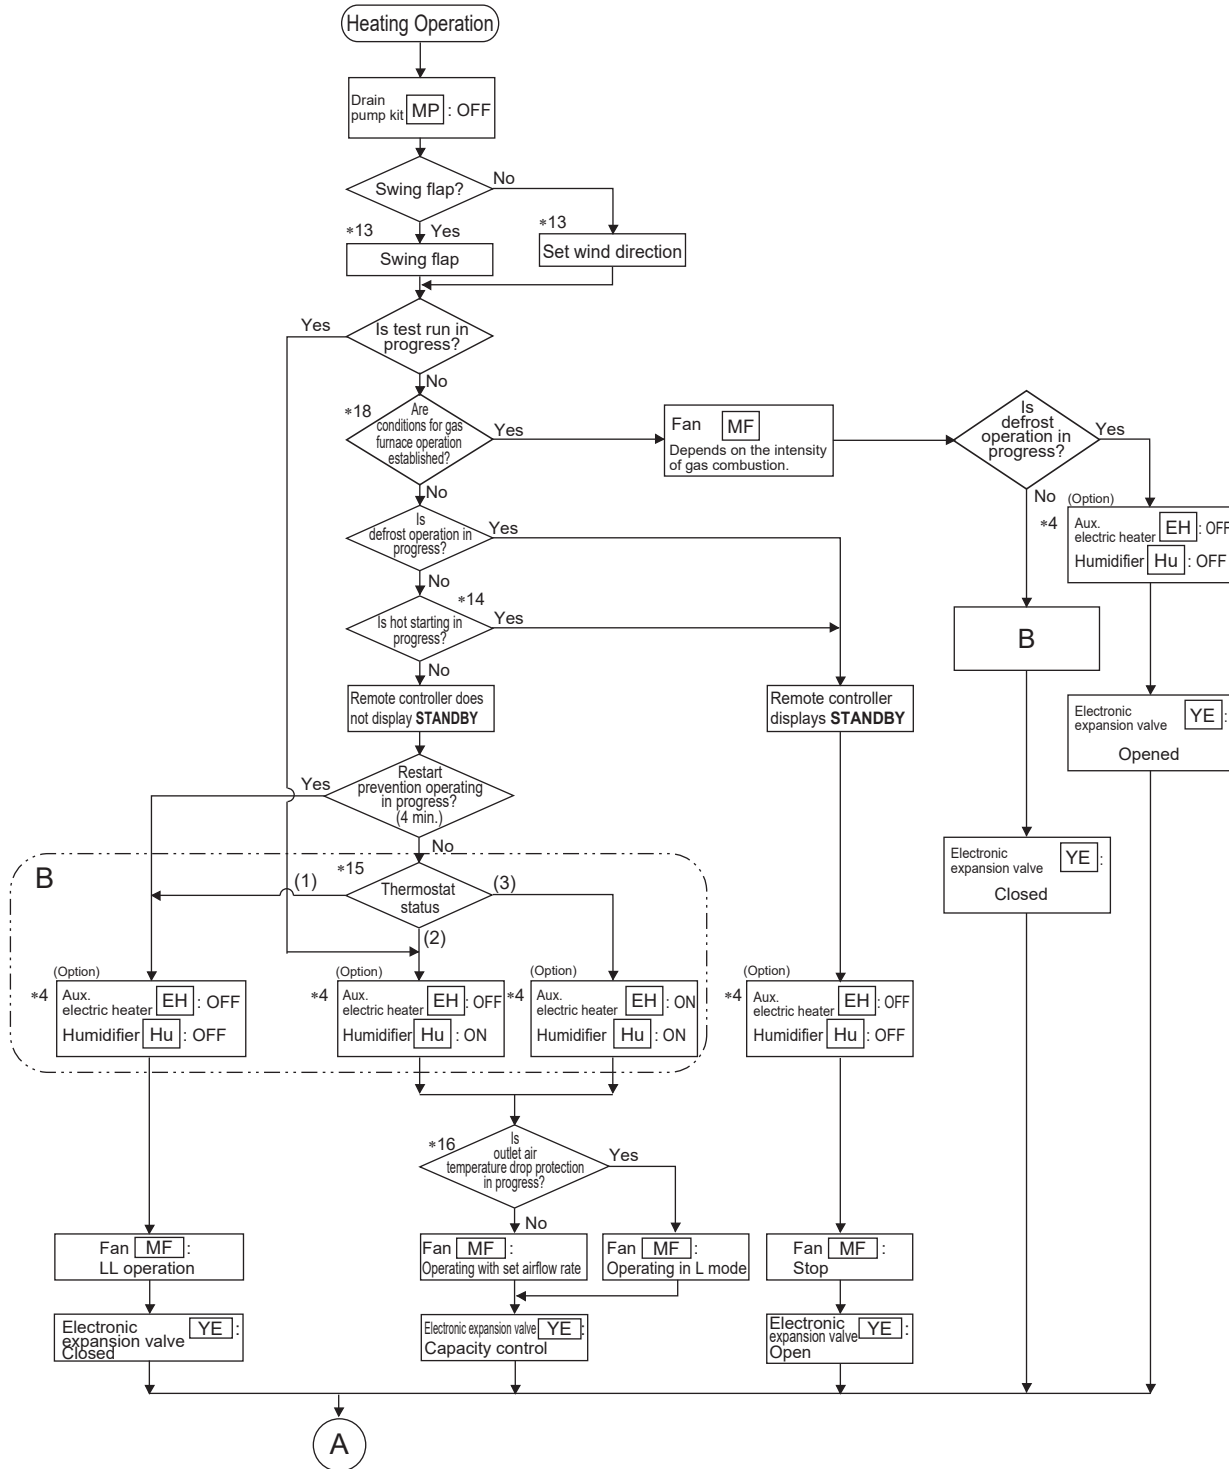 Heating Operation
Drain
pump kit MP : OFF
Swing flap?
No
*13
Yes
*13
Swing flap
Set wind direction
Yes
Is test run in
progress?
No
*18
Are
conditions for gas
furnace operation
established?
Yes
Fan MF
Depends on the intensity
of gas combustion.
Is
defrost
operation in
progress?
Yes
No
No
Is
defrost operation in
progress?
Yes
(Option)
*4
Aux.
electric heater EH : OFF
Humidifier Hu : OFF
No
*14
Is hot starting in
progress?
Yes
B
No
Remote controller does
not display STANDBY
Remote controller
displays STANDBY
Electronic
expansion valve YE :
Opened
Yes
Restart
prevention operating
in progress?
(4 min.)
No
B
*15
(1)
Thermostat
status
(3)
(2)
Electronic
expansion valve YE :
Closed
(Option)
*4
Aux.
electric heater EH : OFF
Humidifier Hu : OFF
(Option)
*4
Aux.
electric heater EH : OFF
Humidifier Hu : ON
(Option)
*4
Aux.
electric heater EH : ON
Humidifier Hu : ON
(Option)
*4
Aux.
electric heater EH : OFF
Humidifier Hu : OFF
*16
Is
outlet air
temperature drop protection
in progress?
Yes
No
Fan MF :
LL operation
Fan MF :
Operating with set airflow rate
Fan MF :
Operating in L mode
Fan MF :
Stop
Electronic
expansion valve YE :
Closed
Electronic expansion valve YE :
Capacity control
Electronic
expansion valve YE :
Open
A